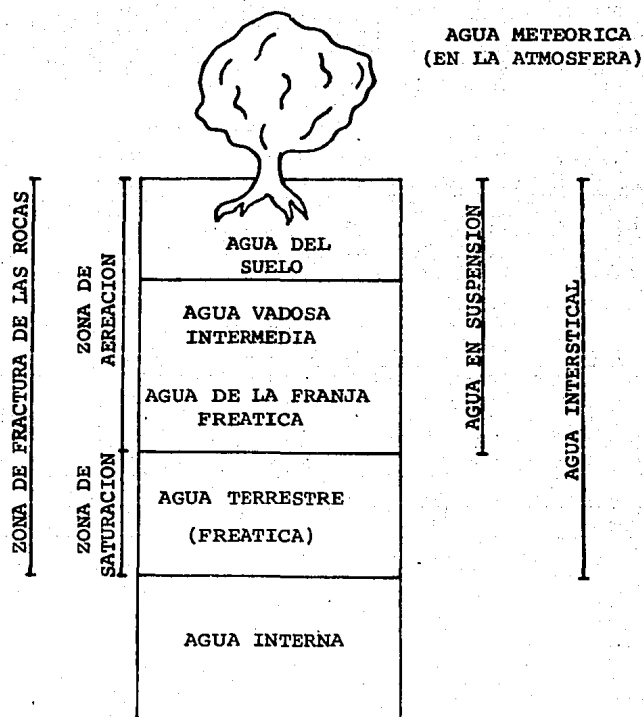 AGUA METEORICA
(EN LA ATMOSFERA)
ZONA DE FRACTURA DE LAS ROCAS
ZONA DE
AEREACION
ZONA DE
SATURACION
AGUA DEL
SUELO
AGUA VADOSA
INTERMEDIA
AGUA DE LA FRANJA
FREATICA
AGUA TERRESTRE
(FREATICA)
AGUA INTERNA
AGUA EN SUSPENSION
AGUA INTERSTICAL